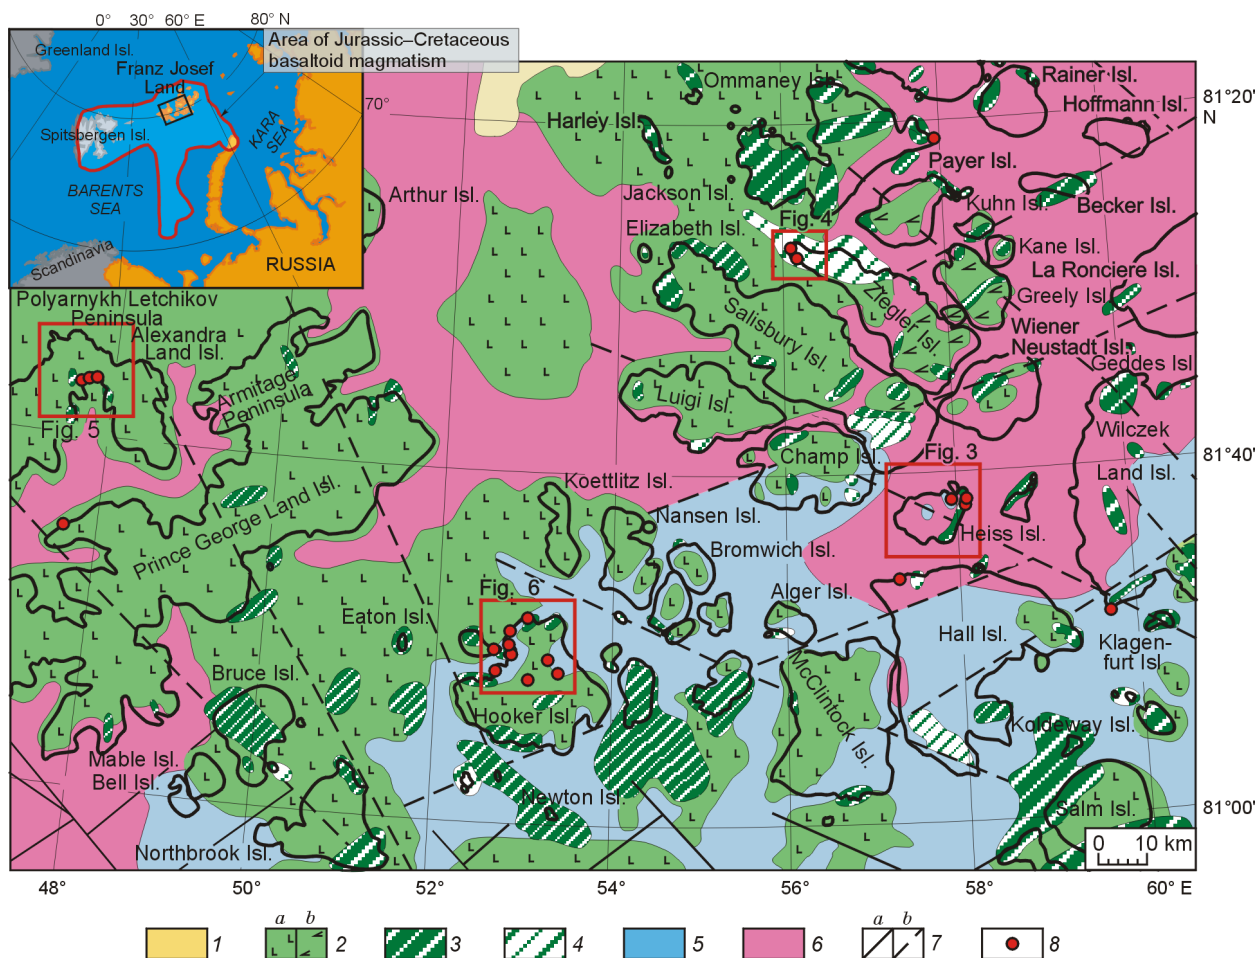 0° 30° 60° E 80° N
Area of Jurassic–Cretaceous
basaltoid magmatism
Greenland Isl.
Franz Josef
Land
70°
Spitsbergen Isl.
KARA
SEA
BARENTS
SEA
Scandinavia
RUSSIA
Ommaney Isl.
Rainer Isl.
Hoffmann Isl.
81°20'
N
Harley Isl.
Payer Isl.
Arthur Isl.
Jackson Isl.
Kuhn Isl.
Becker Isl.
Fig. 4
Elizabeth Isl.
Kane Isl.
La Ronciere Isl.
Greely Isl.
Ziegler Isl.
Salisbury Isl.
Wiener
Neustadt Isl.
Geddes Isl
Polyarnykh Letchikov
Peninsula
Alexandra
Land Isl.
Armitage
Peninsula
Luigi Isl.
Fig. 5
Wilczek
Land Isl.
Champ Isl.
Fig. 3
81°40'
Koettlitz Isl.
Prince George Land Isl.
Nansen Isl.
Heiss Isl.
Bromwich Isl.
Fig. 6
Alger Isl.
Eaton Isl.
Hall Isl.
Klagen-
furt Isl.
Bruce Isl.
McClintock Isl.
Hooker Isl.
Koldeway Isl.
Mable Isl.
Bell Isl.
Newton Isl.
Salm Isl.
81°00'
Northbrook Isl.
0 10 km
48° 50° 52° 54° 56° 58° 60° E
a b a b
1 2 3 4 5 6 7 8